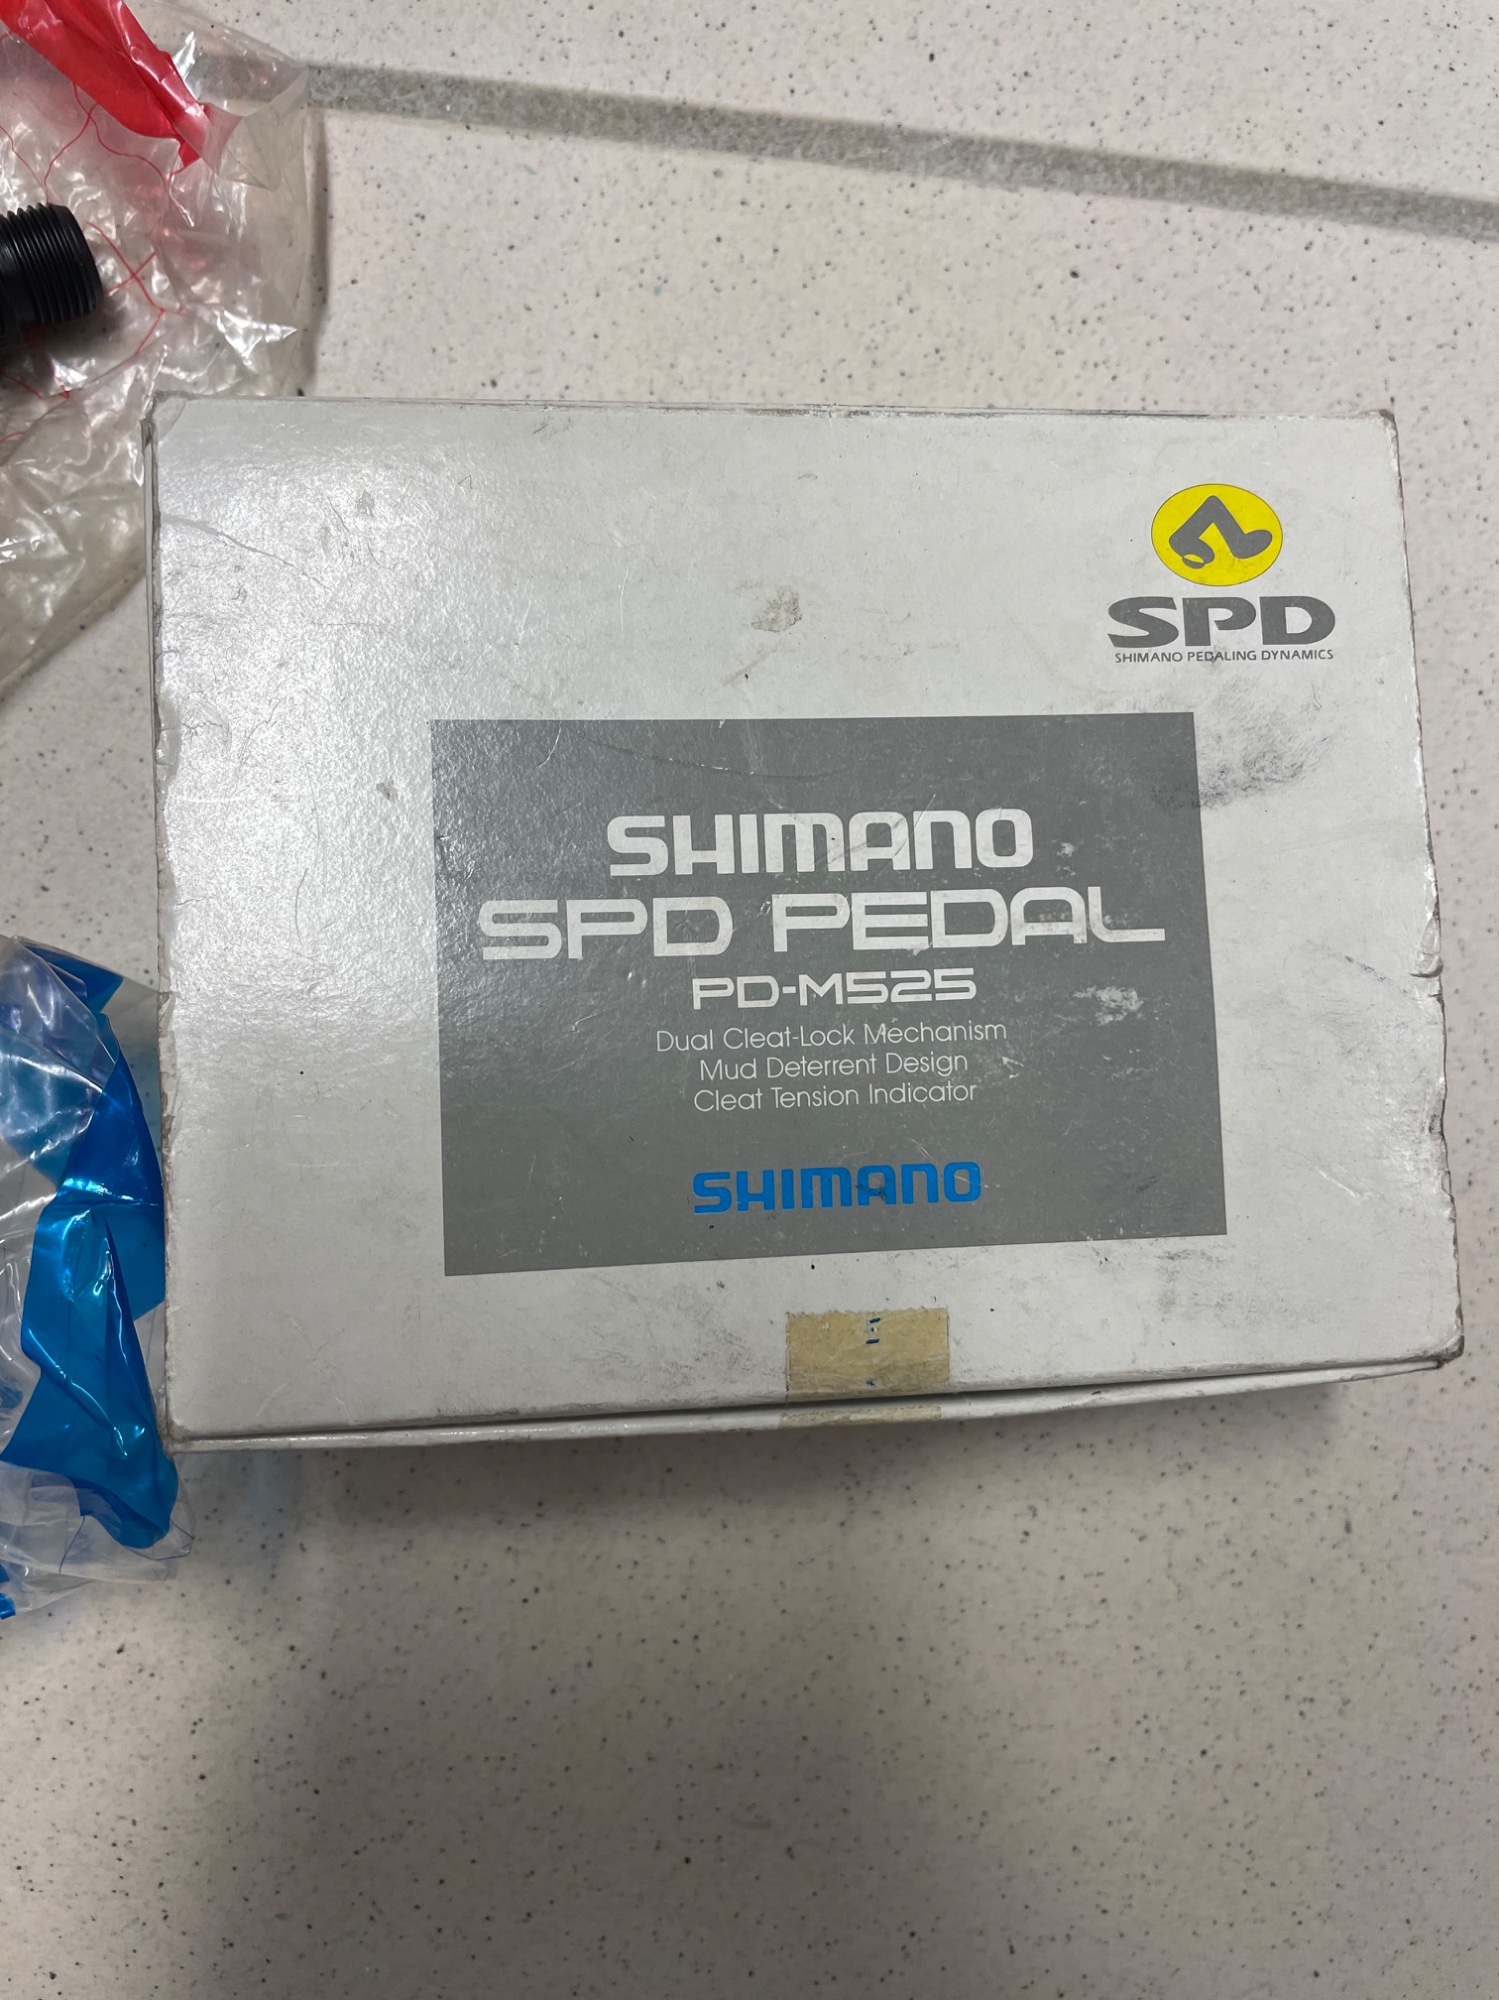 SPD
SHIMANO PEDALING DYNAMICS
SHIMANO
SPD PEDAL
PD-M525
Dual Cleat-Lock Mechanism
Mud Deterrent Design
Cleat Tension Indicator
SHIMANO